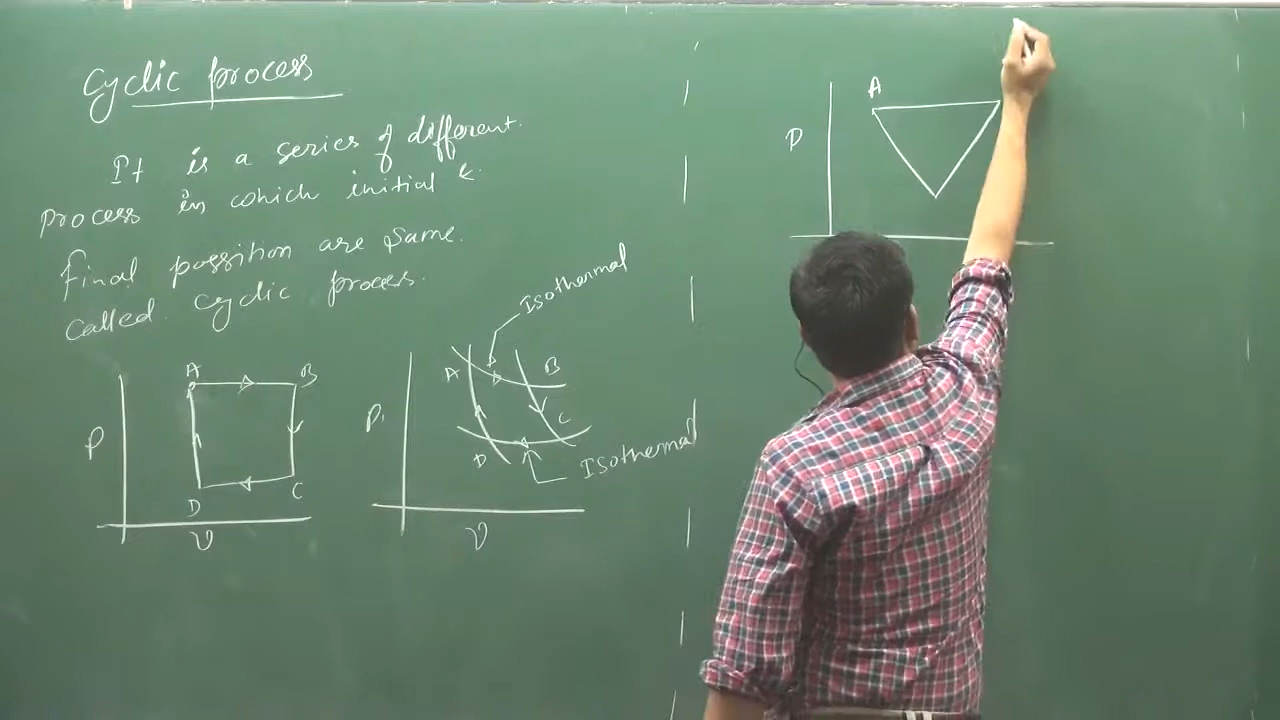 Cyclic process
It is a series of different
process in which initial &
final possition are same.
called. Cyclic process.
A B
P
D C
V
Isothermal
A B
P
C
D
Isothermal
V
A
P